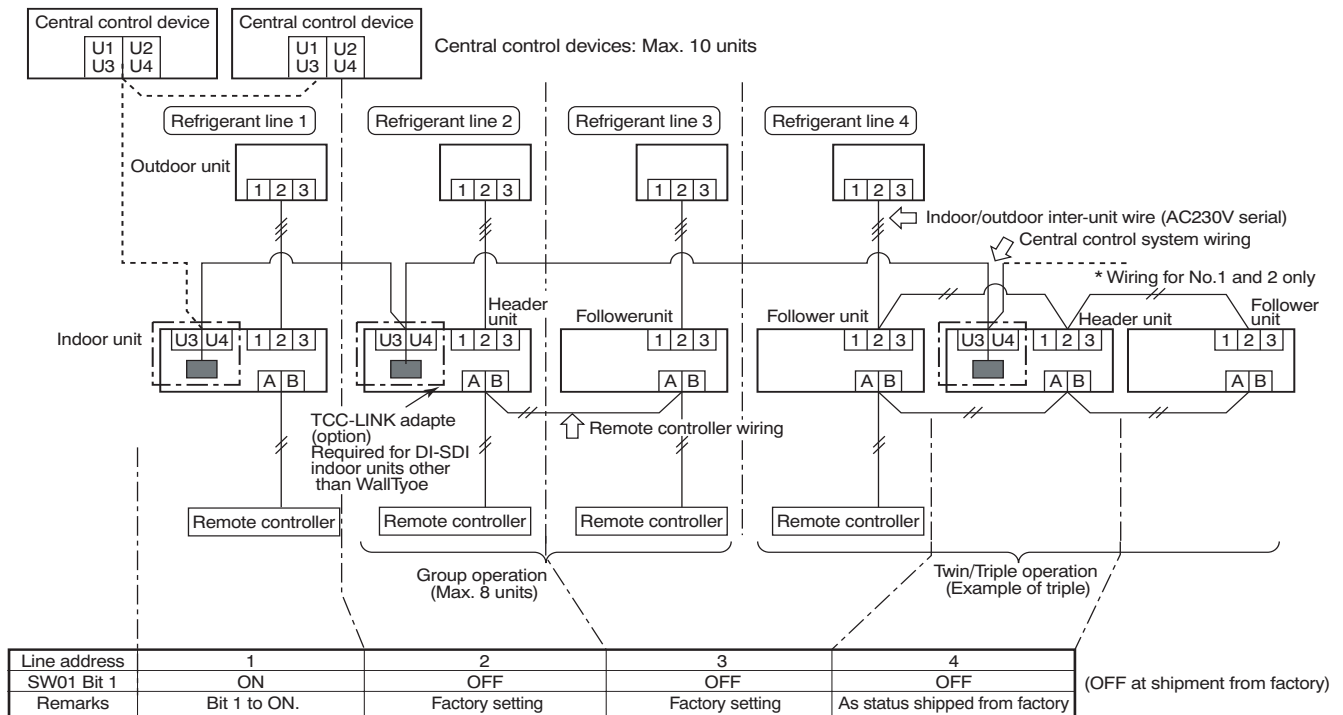 Central control device
Central control device
U1 U2
U3 U4
U1 U2
U3 U4
Central control devices: Max. 10 units
Refrigerant line 1
Refrigerant line 2
Refrigerant line 3
Refrigerant line 4
Outdoor unit
1 2 3
1 2 3
1 2 3
1 2 3
Indoor/outdoor inter-unit wire (AC230V serial)
Central control system wiring
* Wiring for No.1 and 2 only
Indoor unit
U3 U4
1 2 3
A B
Header
unit
U3 U4
1 2 3
A B
Followerunit
1 2 3
A B
Follower unit
1 2 3
A B
Header unit
U3 U4
1 2 3
A B
Follower
unit
1 2 3
A B
TCC-LINK adapte
(option)
Required for DI-SDI
indoor units other
than WallTyoe
Remote controller wiring
Remote controller
Remote controller
Remote controller
Remote controller
Group operation
(Max. 8 units)
Twin/Triple operation
(Example of triple)
Line address 1 2 3 4
SW01 Bit 1 ON OFF OFF OFF (OFF at shipment from factory)
Remarks Bit 1 to ON. Factory setting Factory setting As status shipped from factory